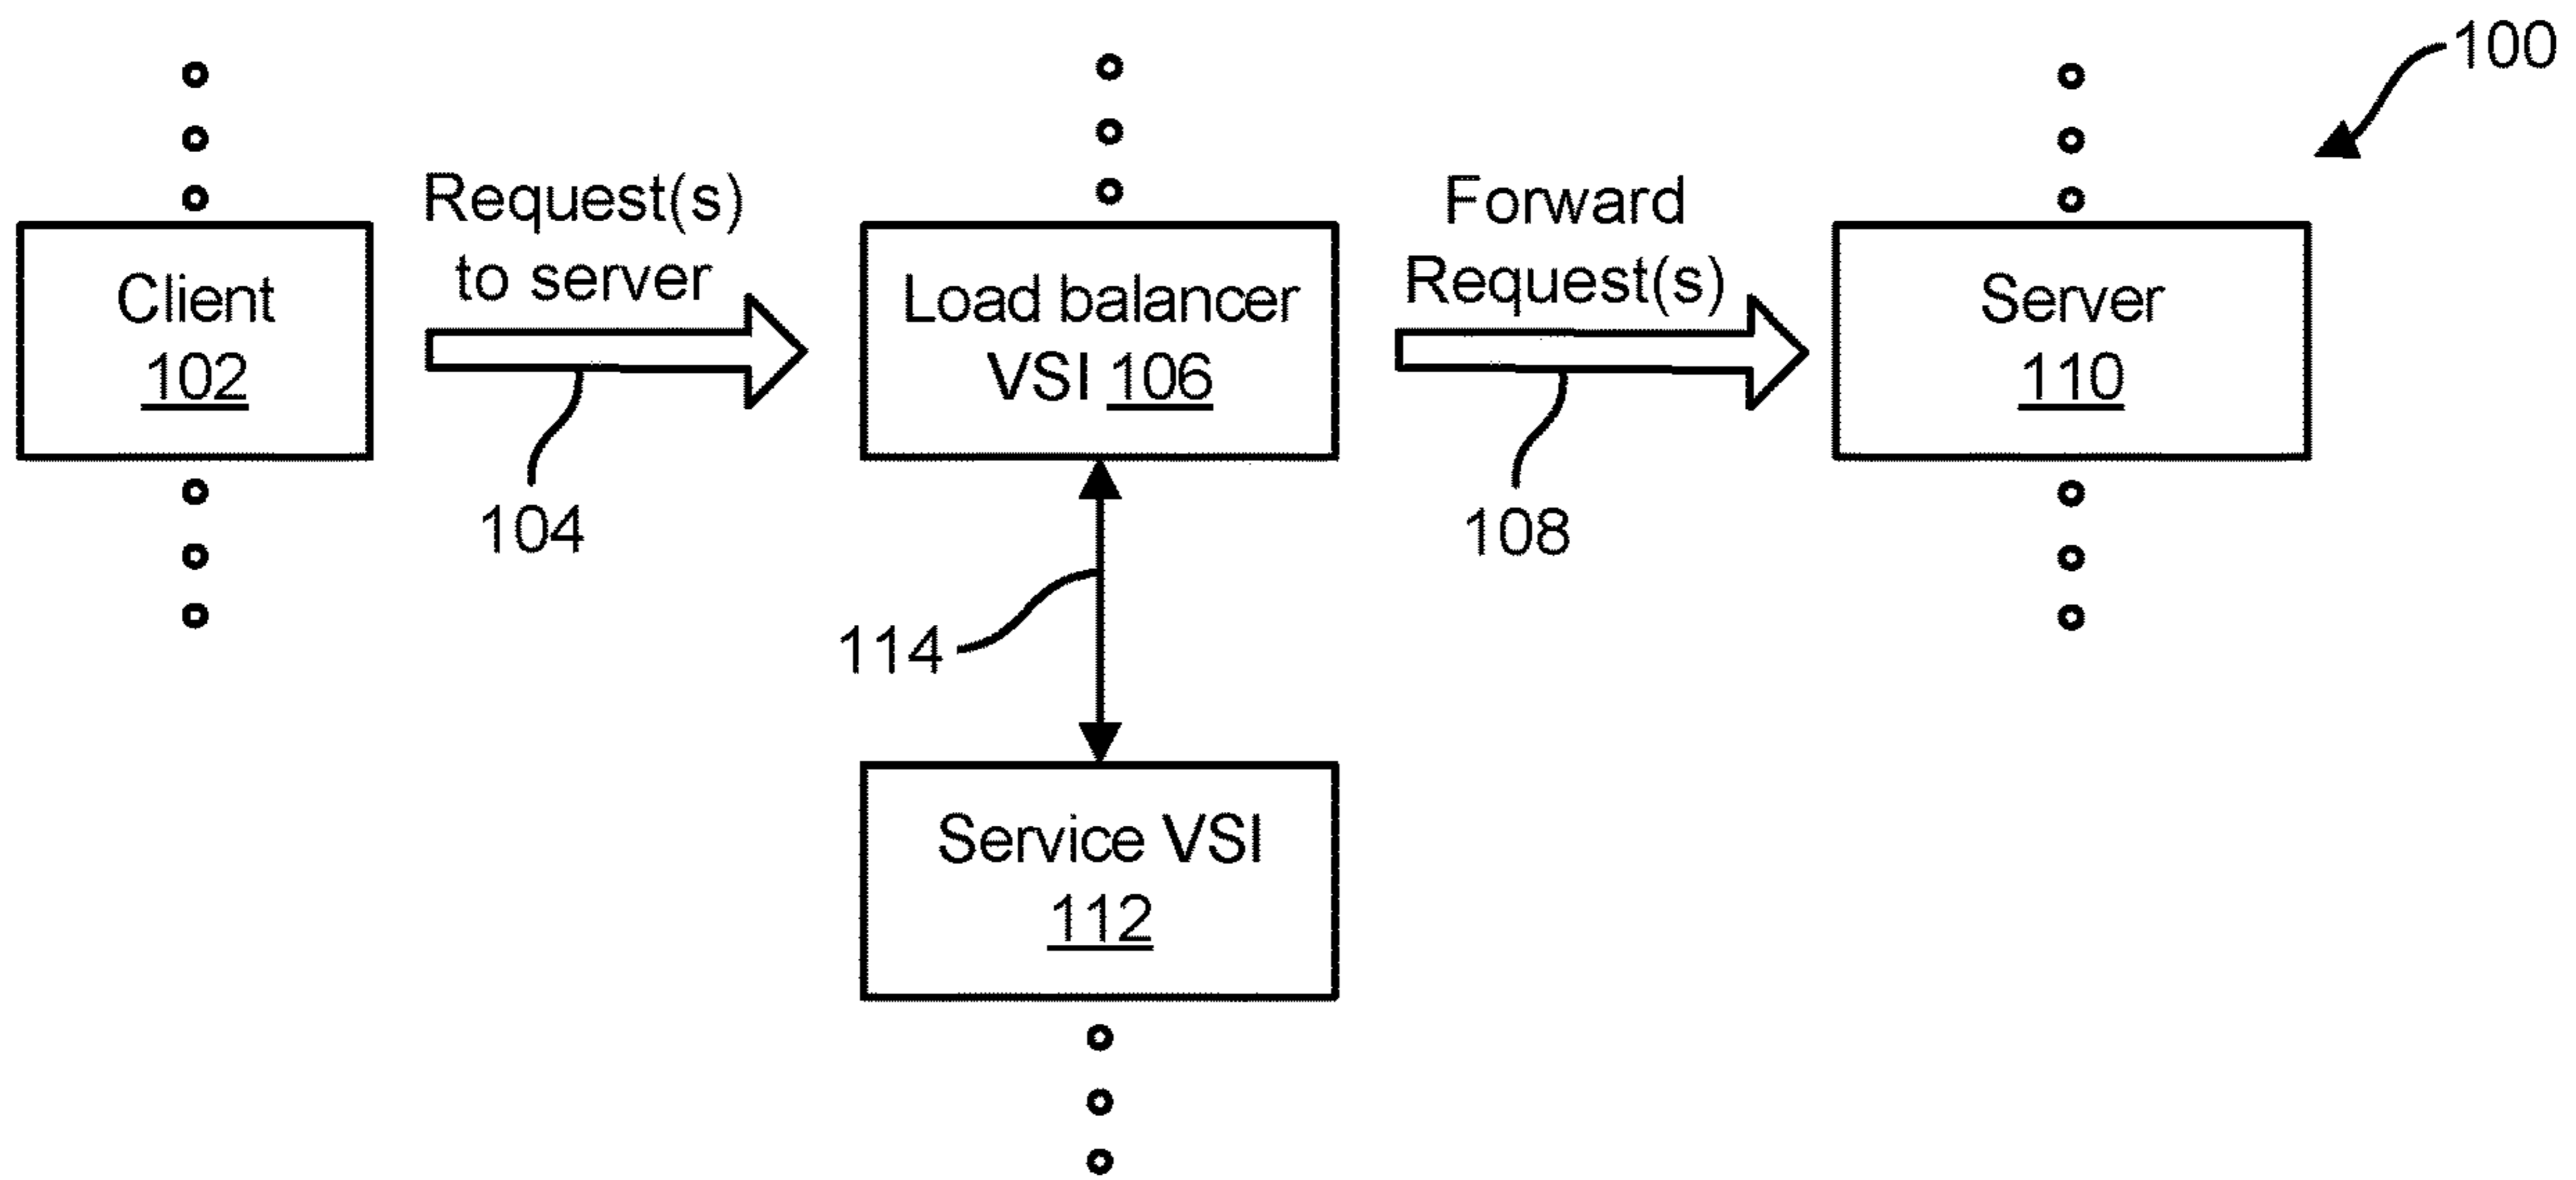 100
Request(s)
to server
Forward
Request(s)
Client
102
Load balancer
VSI 106
Server
110
104
108
114
Service VSI
112